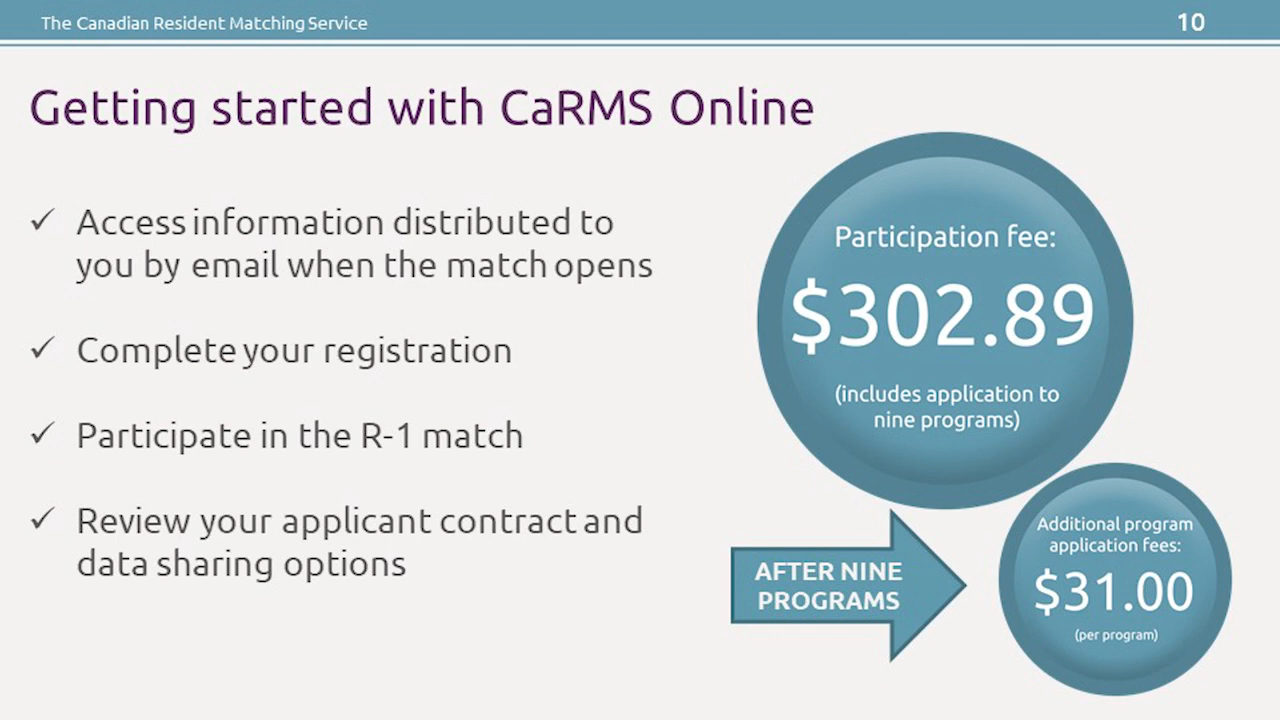 The Canadian Resident Matching Service
10
Getting started with CaRMS Online
✓ Access information distributed to
you by email when the match opens
✓ Complete your registration
✓ Participate in the R-1 match
✓ Review your applicant contract and
data sharing options
Participation fee:
$302.89
(includes application to
nine programs)
AFTER NINE
PROGRAMS
Additional program
application fees:
$31.00
(per program)